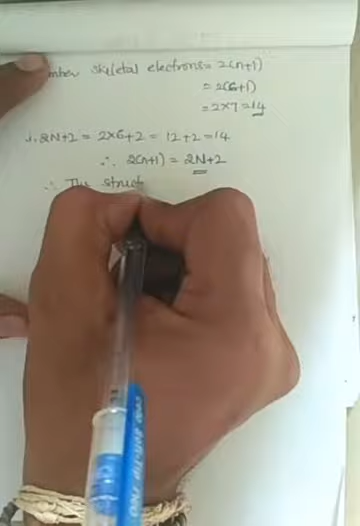 skeletal electrons = 2(n+1)
= 2(6+1)
= 2×7=14
∴ 2N+2 = 2×6+2 = 12+2 = 14
∴ 2(n+1) = 2N+2
∴ The struct